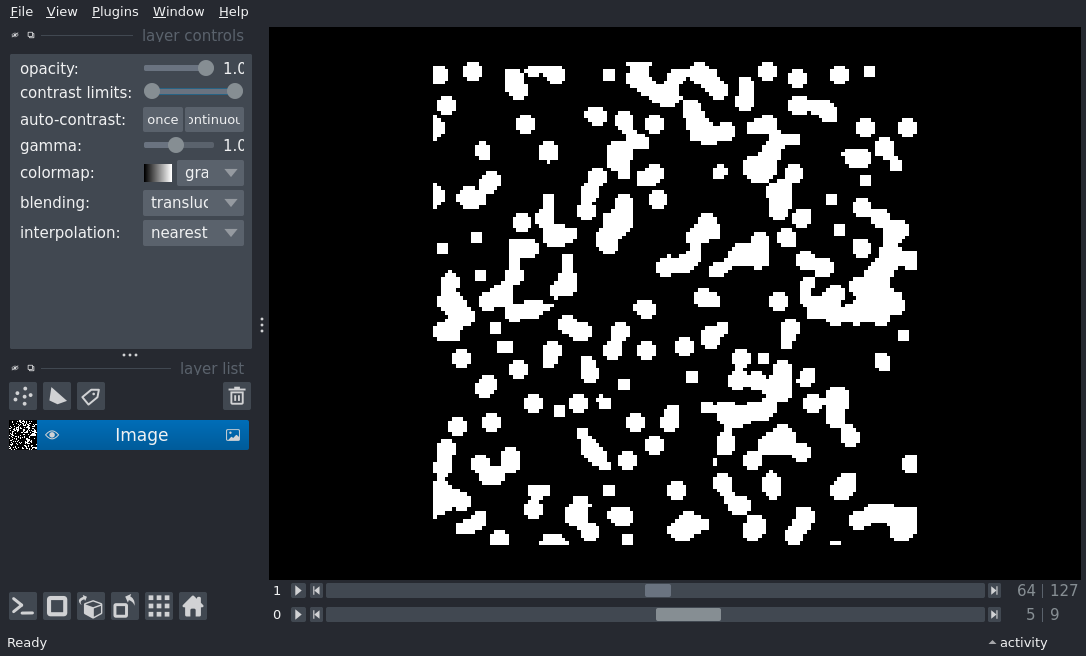 File View Plugins Window Help
layer controls
opacity: 1.0
contrast limits:
auto-contrast: once ontinuou
gamma: 1.0
colormap: gra
blending: transluc
interpolation: nearest
layer list
Image
1 64 | 127
0 5 | 9
Ready activity